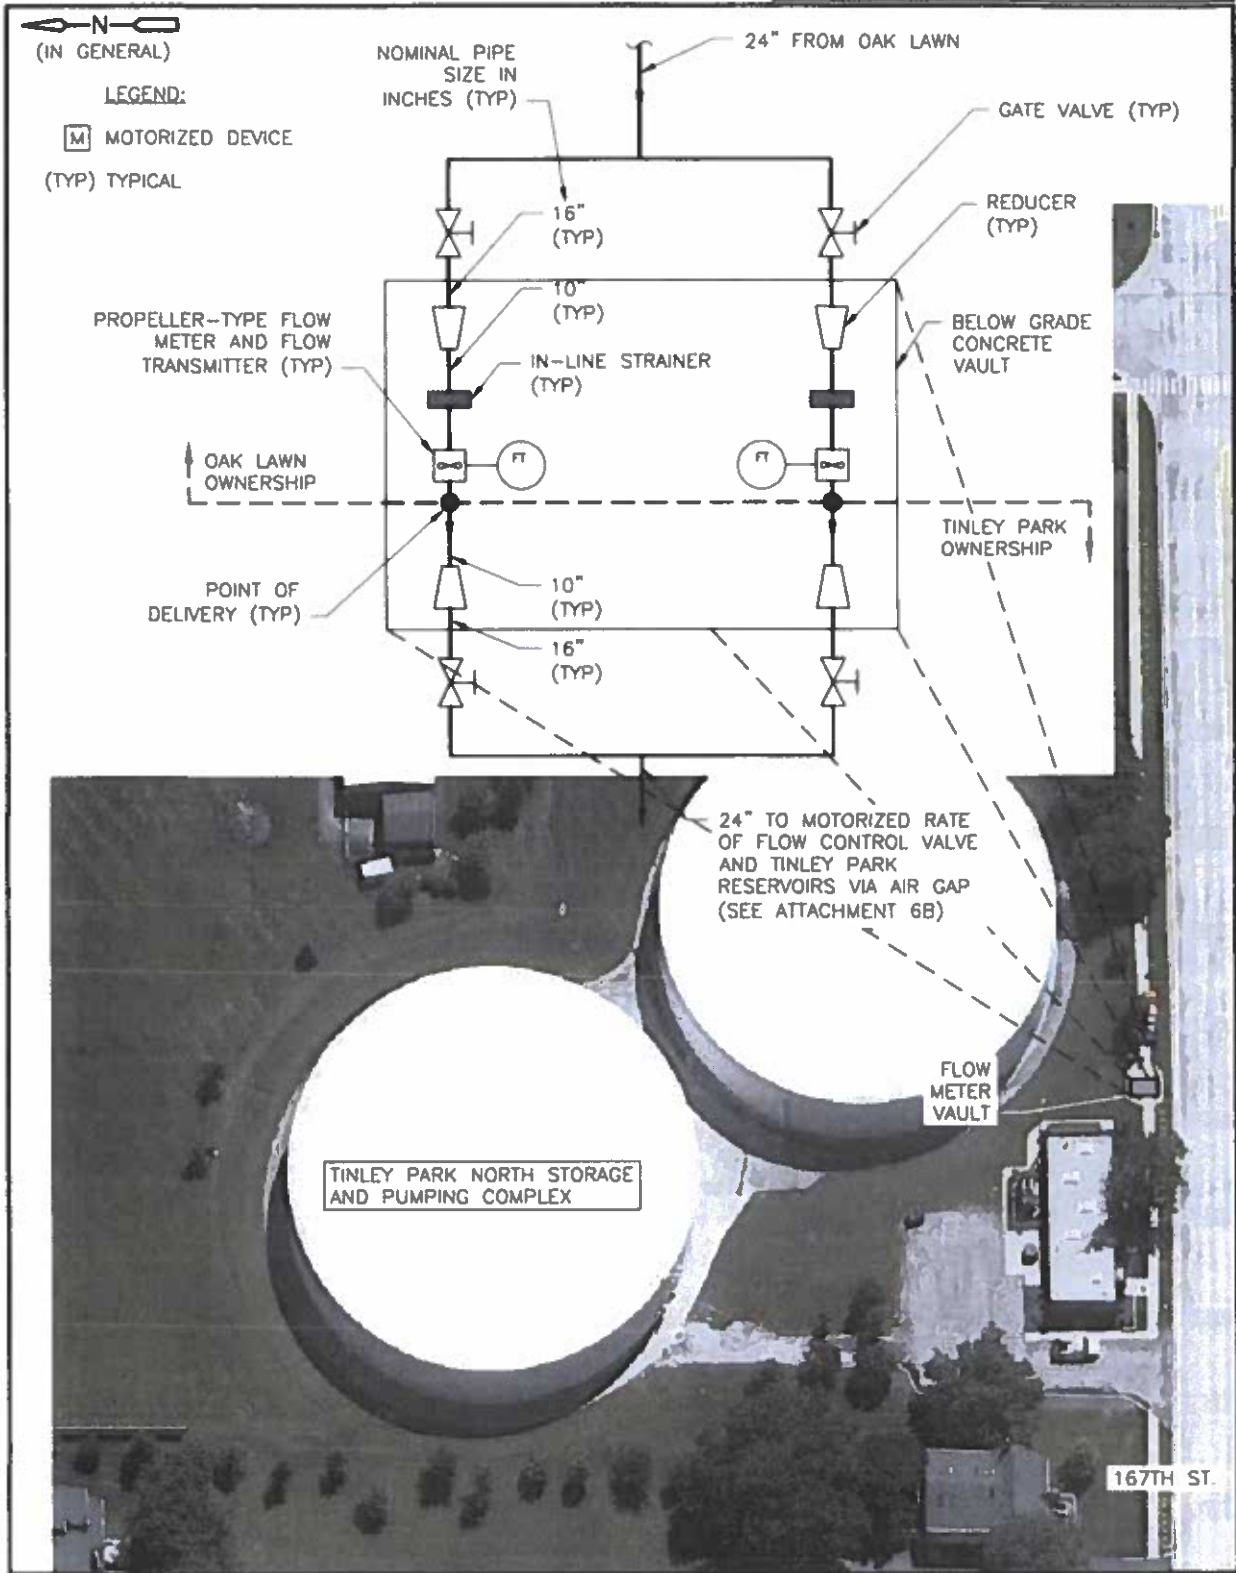 N
(IN GENERAL)
LEGEND:
M MOTORIZED DEVICE
(TYP) TYPICAL
NOMINAL PIPE
SIZE IN
INCHES (TYP)
24" FROM OAK LAWN
GATE VALVE (TYP)
16"
(TYP)
REDUCER
(TYP)
10"
(TYP)
PROPELLER-TYPE FLOW
METER AND FLOW
TRANSMITTER (TYP)
BELOW GRADE
CONCRETE
VAULT
IN-LINE STRAINER
(TYP)
FT
FT
OAK LAWN
OWNERSHIP
TINLEY PARK
OWNERSHIP
POINT OF
DELIVERY (TYP)
10"
(TYP)
16"
(TYP)
24" TO MOTORIZED RATE
OF FLOW CONTROL VALVE
AND TINLEY PARK
RESERVOIRS VIA AIR GAP
(SEE ATTACHMENT 6B)
FLOW
METER
VAULT
TINLEY PARK NORTH STORAGE
AND PUMPING COMPLEX
167TH ST.